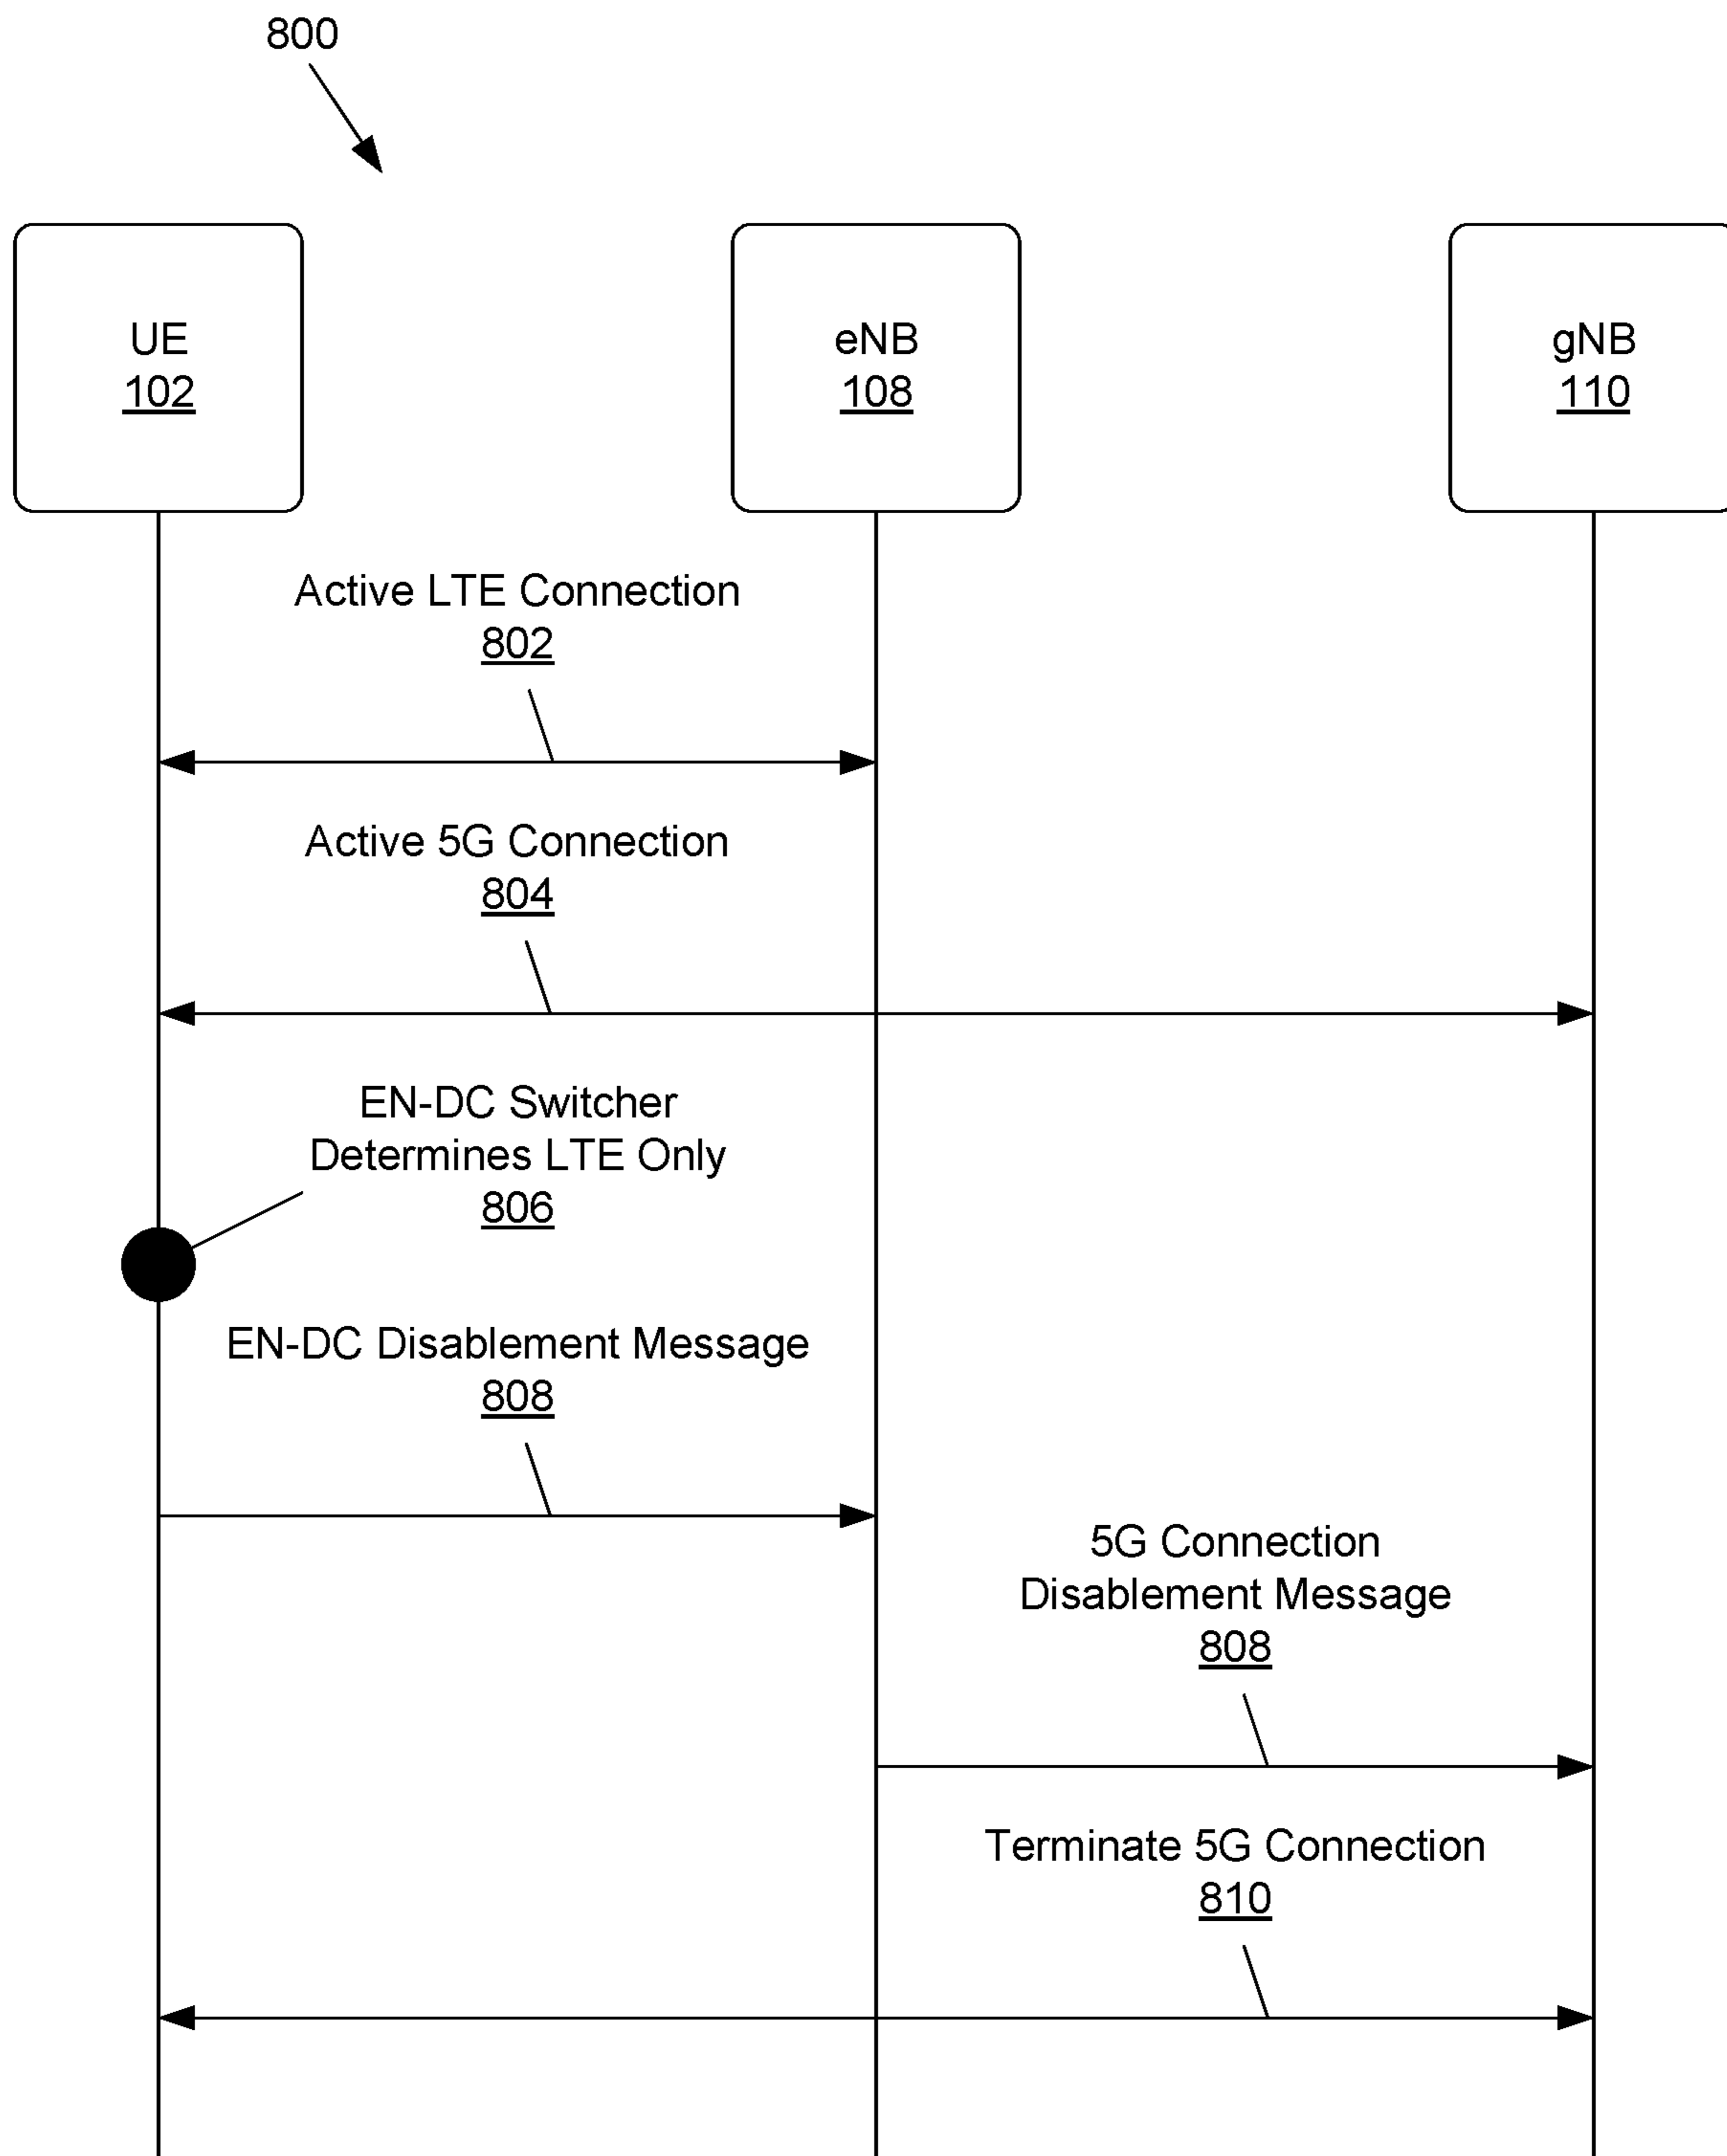 800
UE
102
eNB
108
gNB
110
Active LTE Connection
802
Active 5G Connection
804
EN-DC Switcher
Determines LTE Only
806
EN-DC Disablement Message
808
5G Connection
Disablement Message
808
Terminate 5G Connection
810